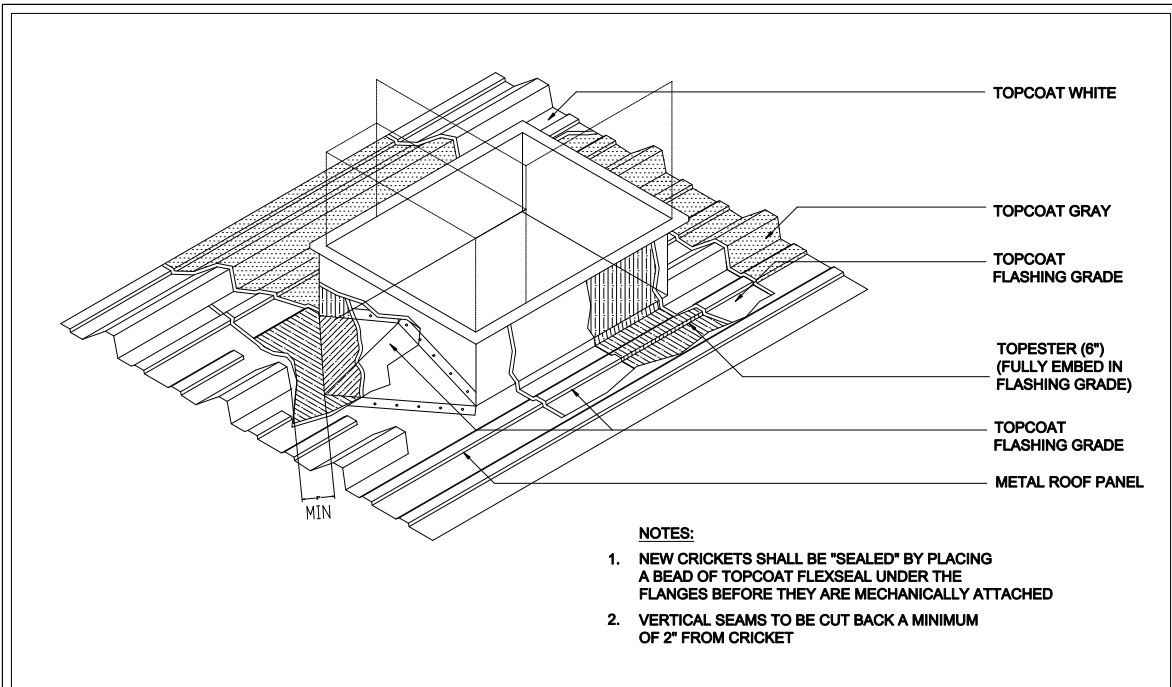 TOPCOAT WHITE
TOPCOAT GRAY
TOPCOAT
FLASHING GRADE
TOPESTER (6")
(FULLY EMBED IN
FLASHING GRADE)
TOPCOAT
FLASHING GRADE
METAL ROOF PANEL
MIN
NOTES:
1. NEW CRICKETS SHALL BE "SEALED" BY PLACING
A BEAD OF TOPCOAT FLEXSEAL UNDER THE
FLANGES BEFORE THEY ARE MECHANICALLY ATTACHED
2. VERTICAL SEAMS TO BE CUT BACK A MINIMUM
OF 2" FROM CRICKET